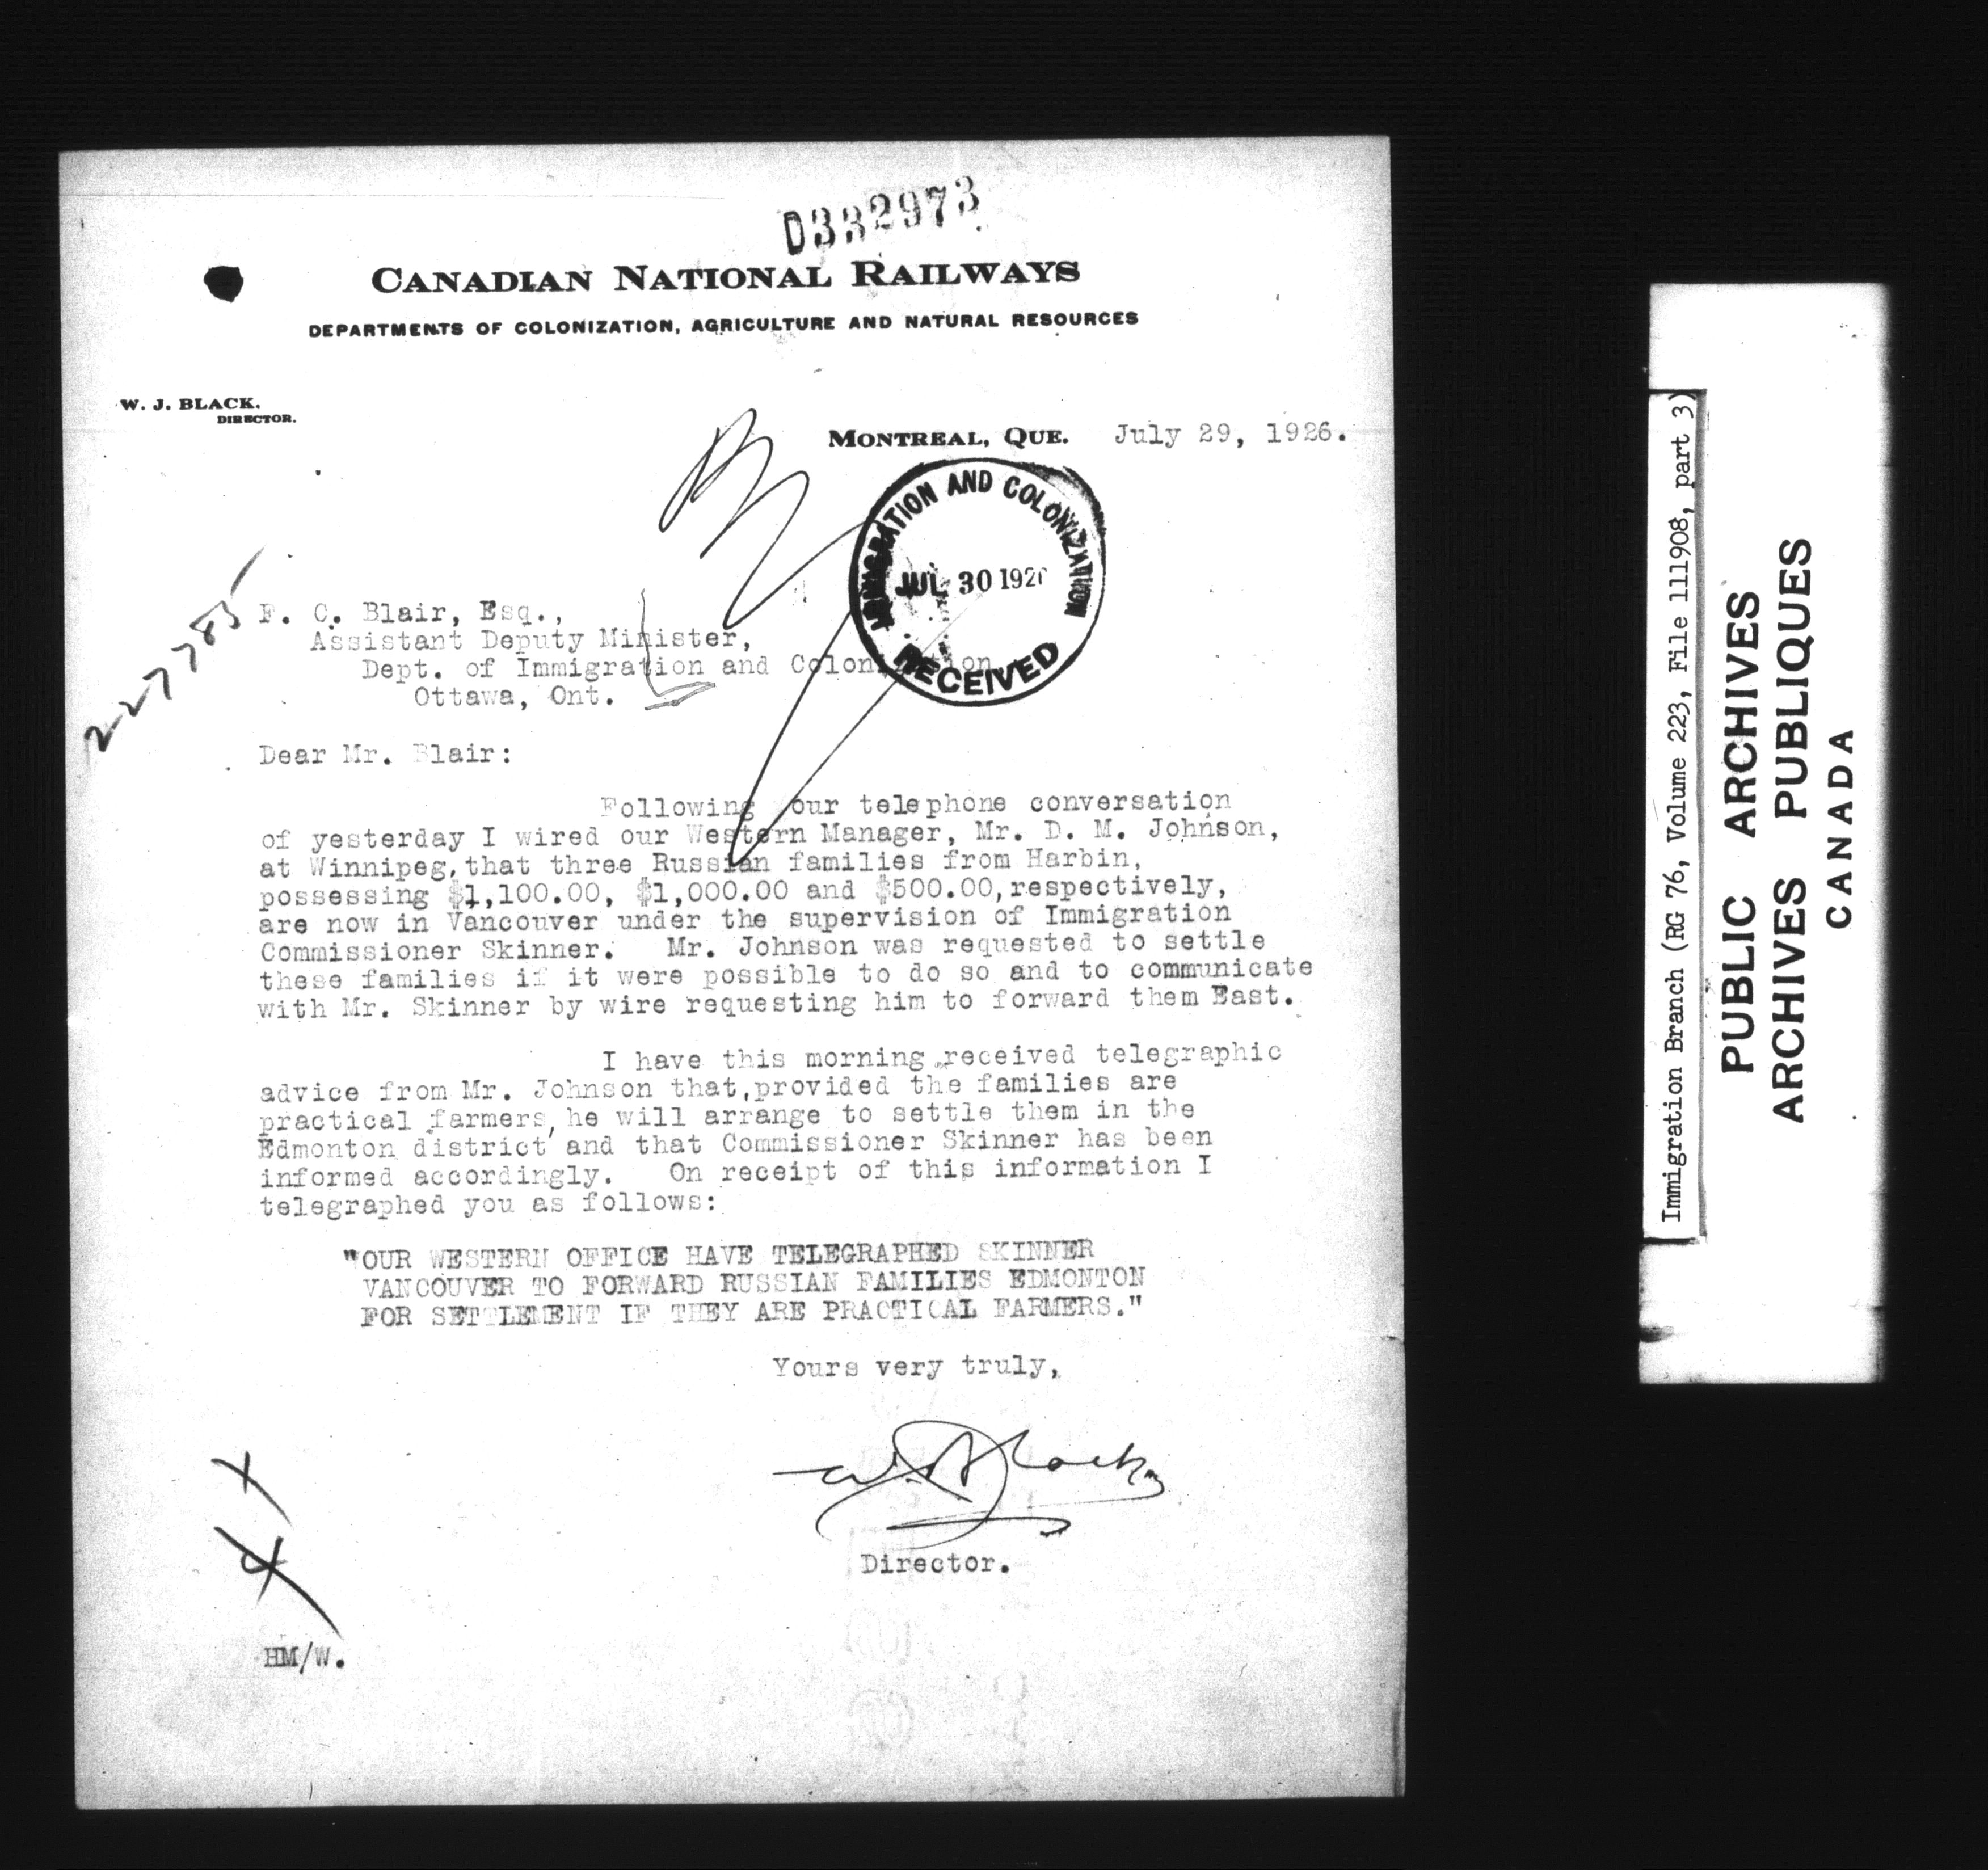 D332973
CANADIAN NATIONAL RAILWAYS
DEPARTMENTS OF COLONIZATION, AGRICULTURE AND NATURAL RESOURCES
W. J. BLACK.
DIRECTOR.
MONTREAL, QUE. July 29, 1926.
IMMIGRATION AND COLONIZATION
JUL 30 1926
RECEIVED
227785
F. C. Blair, Esq.,
Assistant Deputy Minister,
Dept. of Immigration and Colonization
Ottawa, Ont.
Dear Mr. Blair:
Following our telephone conversation
of yesterday I wired our Western Manager, Mr. D. M. Johnson,
at Winnipeg, that three Russian families from Harbin,
possessing $1,100.00, $1,000.00 and $500.00, respectively,
are now in Vancouver under the supervision of Immigration
Commissioner Skinner. Mr. Johnson was requested to settle
these families if it were possible to do so and to communicate
with Mr. Skinner by wire requesting him to forward them East.
I have this morning received telegraphic
advice from Mr. Johnson that, provided the families are
practical farmers, he will arrange to settle them in the
Edmonton district and that Commissioner Skinner has been
informed accordingly. On receipt of this information I
telegraphed you as follows:
"OUR WESTERN OFFICE HAVE TELEGRAPHED SKINNER
VANCOUVER TO FORWARD RUSSIAN FAMILIES EDMONTON
FOR SETTLEMENT IF THEY ARE PRACTICAL FARMERS."
Yours very truly,
W. J. Black
Director.
HM/W.
Immigration Branch (RG 76, Volume 223, File 111908, part 3)
PUBLIC ARCHIVES
ARCHIVES PUBLIQUES
CANADA